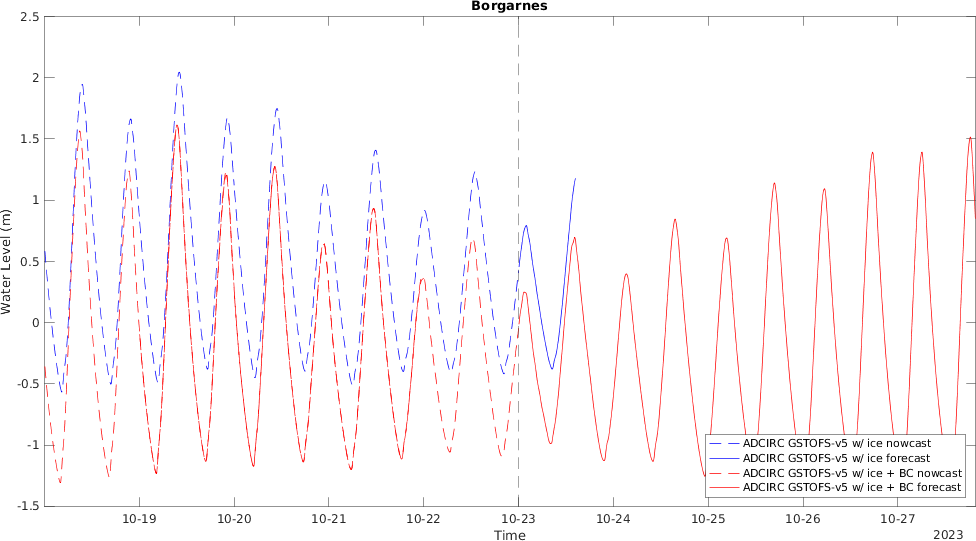 Borgarnes
2.5
2
1.5
1
0.5
0
-0.5
-1
-1.5
Water Level (m)
ADCIRC GSTOFS-v5 w/ ice nowcast
ADCIRC GSTOFS-v5 w/ ice forecast
ADCIRC GSTOFS-v5 w/ ice + BC nowcast
ADCIRC GSTOFS-v5 w/ ice + BC forecast
10-19 10-20 10-21 10-22 10-23 10-24 10-25 10-26 10-27
Time
2023